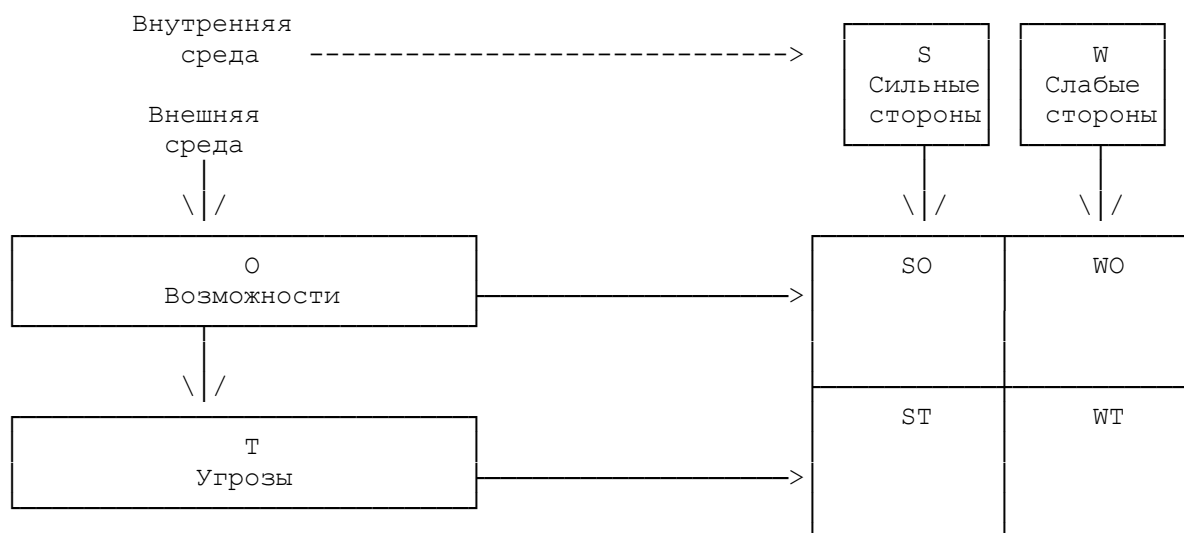 Внутренняя
среда
S
Сильные
стороны
W
Слабые
стороны
Внешняя
среда
O
Возможности
SO
WO
T
Угрозы
ST
WT